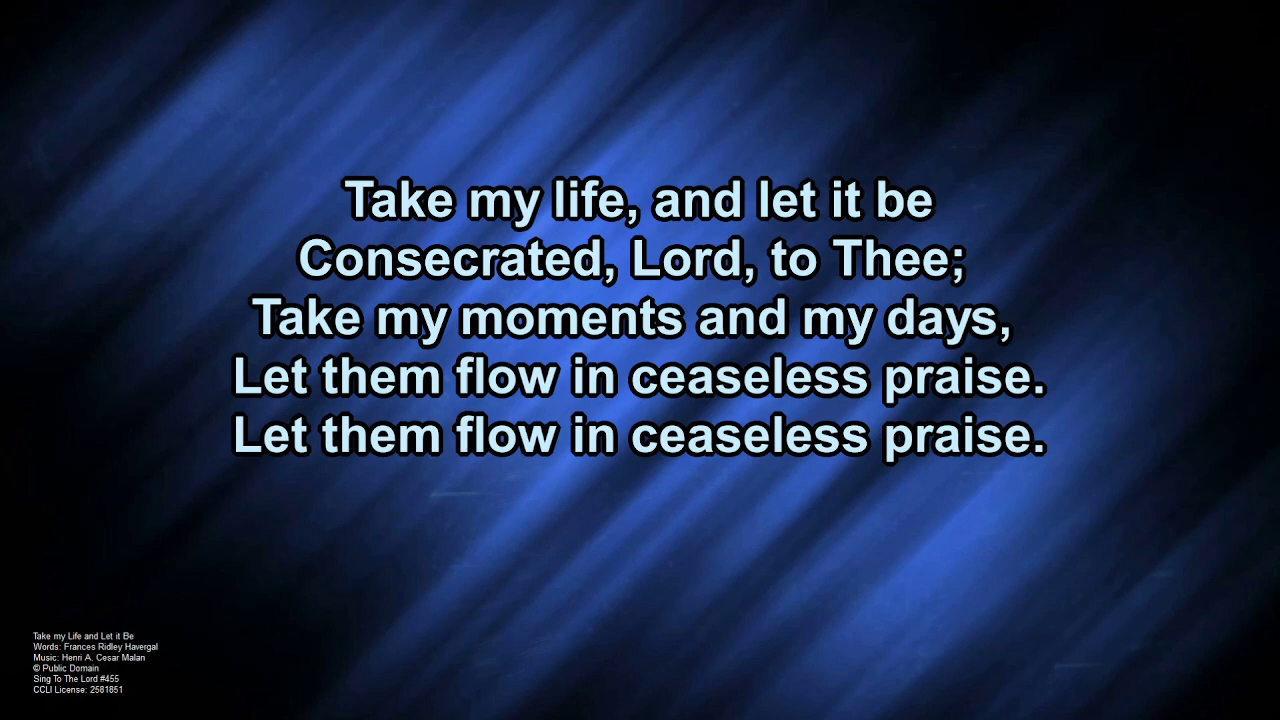 Take my life, and let it be
Consecrated, Lord, to Thee;
Take my moments and my days,
Let them flow in ceaseless praise.
Let them flow in ceaseless praise.
Take my Life and Let it Be
Words: Frances Ridley Havergal
Music: Henri A. Cesar Malan
© Public Domain
Sing To The Lord #455
CCLI License: 2581851